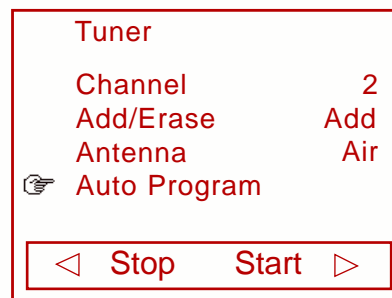 Tuner
Channel 2
Add/Erase Add
Antenna Air
☞ Auto Program
◁ Stop Start ▷